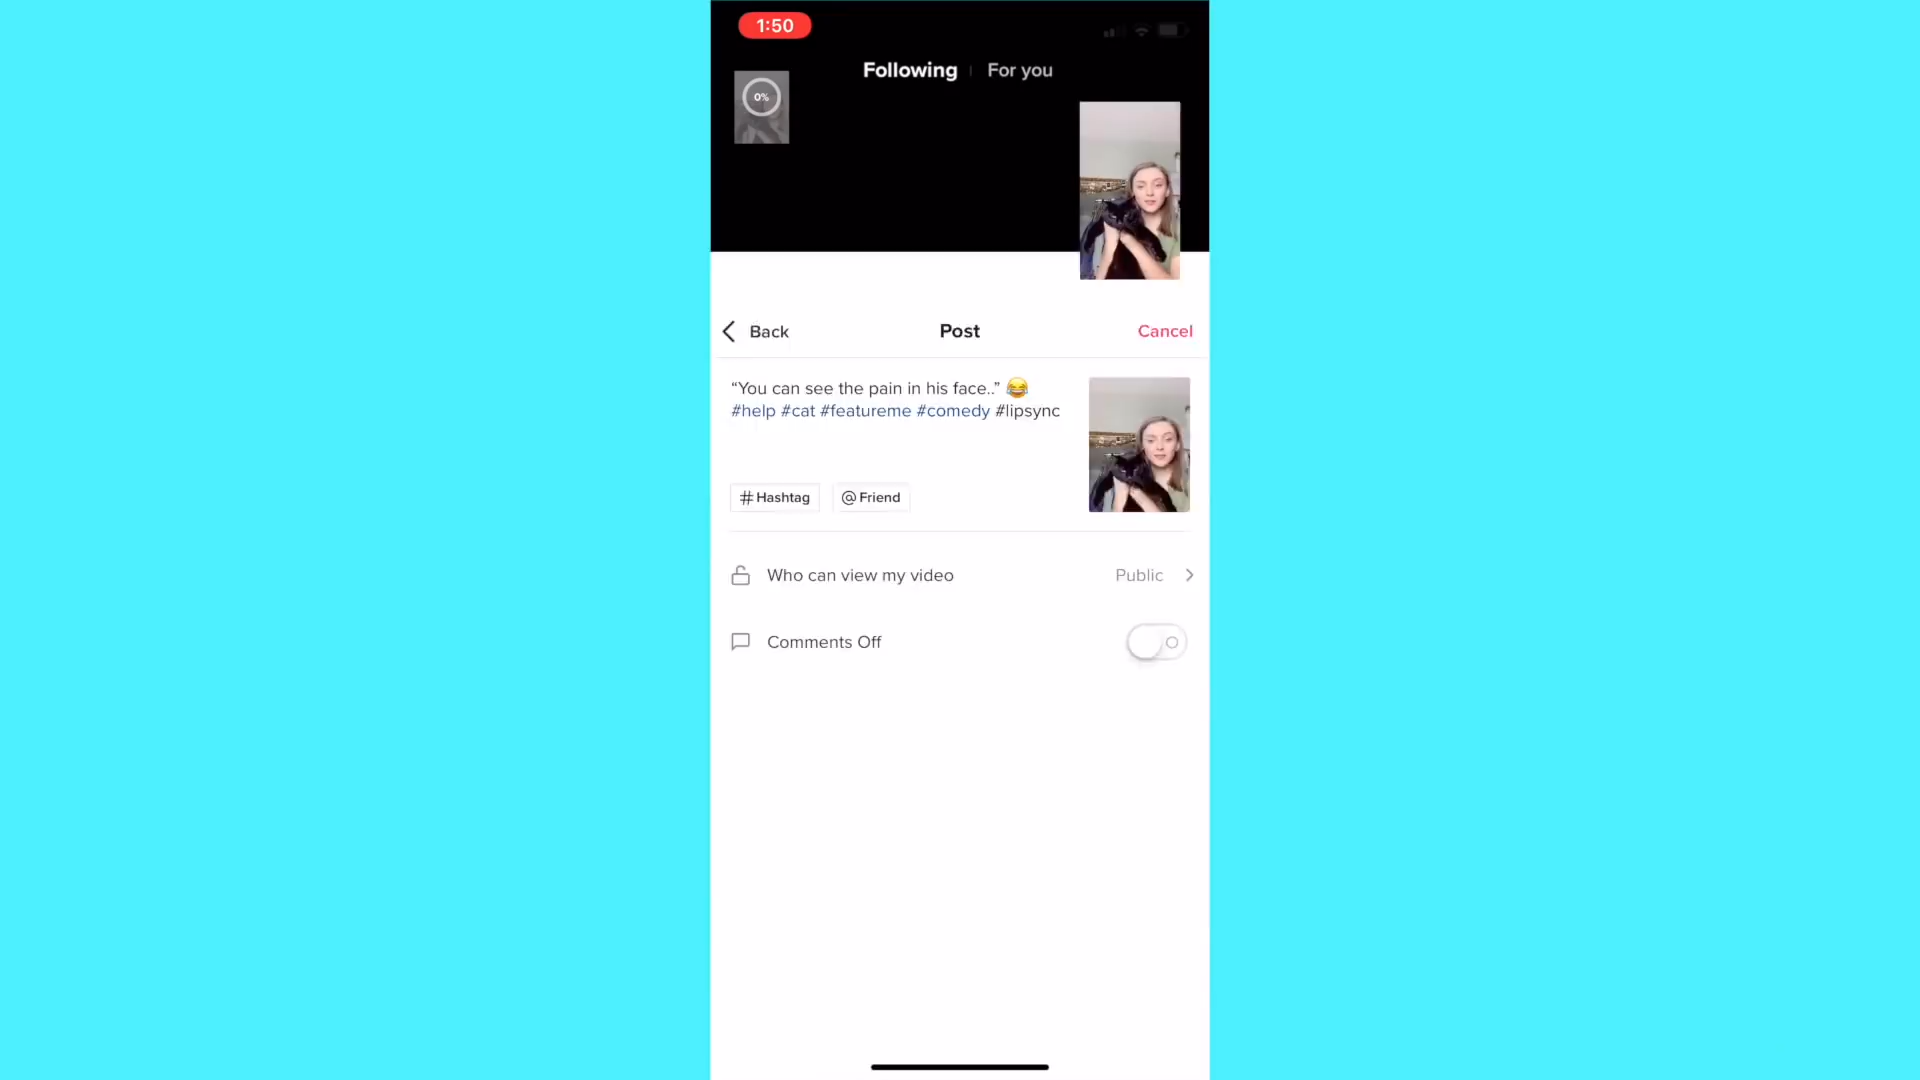 1:50
Following
For you
0%
Back
Post
Cancel
“You can see the pain in his face..” 😂
#help #cat #featureme #comedy #lipsync
# Hashtag
@ Friend
Who can view my video
Public
Comments Off